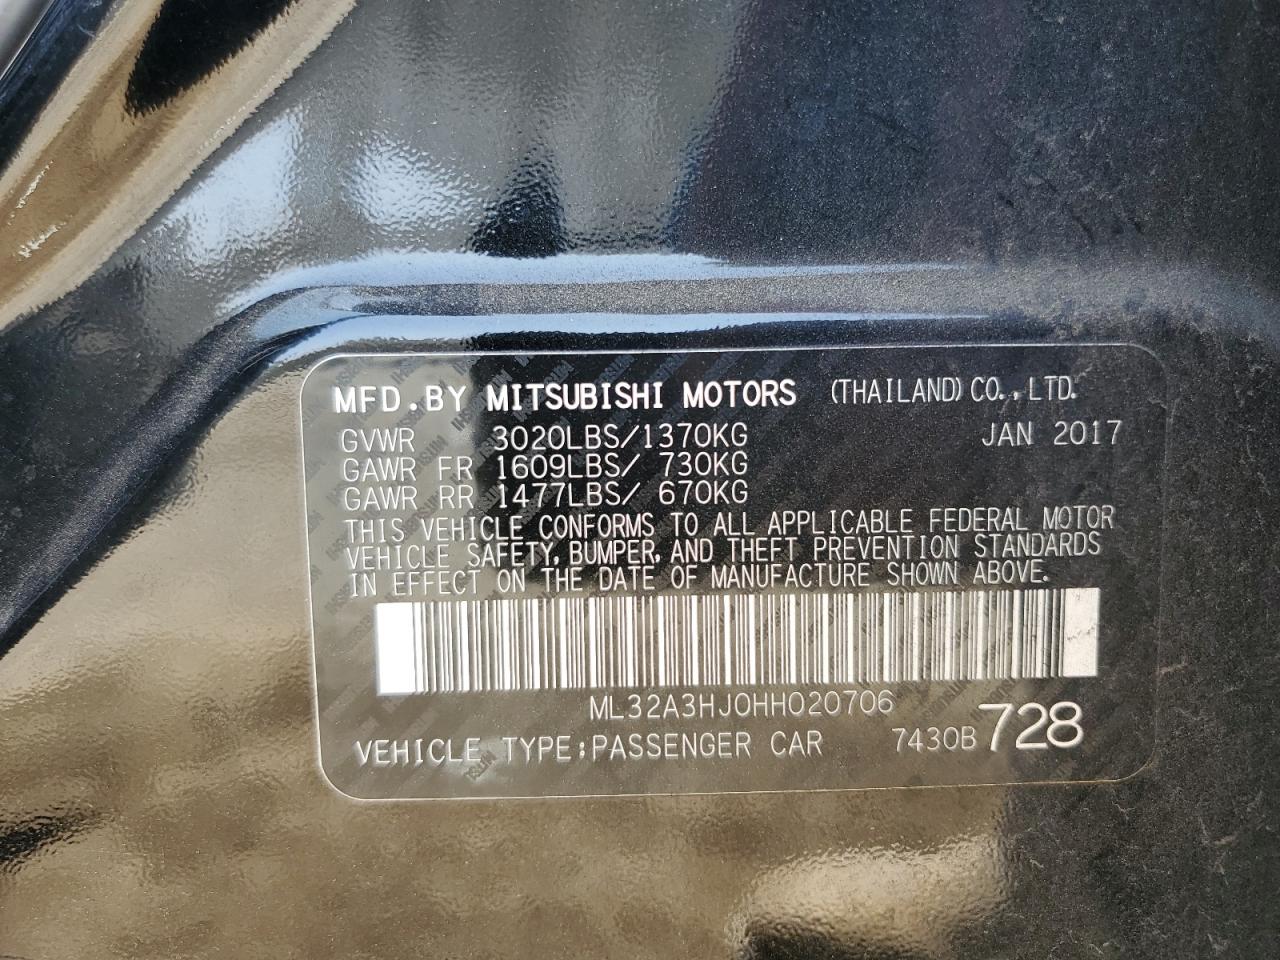 MFD.BY MITSUBISHI MOTORS (THAILAND) CO.,LTD.
GVWR 3020LBS/1370KG JAN 2017
GAWR FR 1609LBS/ 730KG
GAWR RR 1477LBS/ 670KG
THIS VEHICLE CONFORMS TO ALL APPLICABLE FEDERAL MOTOR
VEHICLE SAFETY, BUMPER, AND THEFT PREVENTION STANDARDS
IN EFFECT ON THE DATE OF MANUFACTURE SHOWN ABOVE.
ML32A3HJ0HH020706
VEHICLE TYPE:PASSENGER CAR 7430B 728